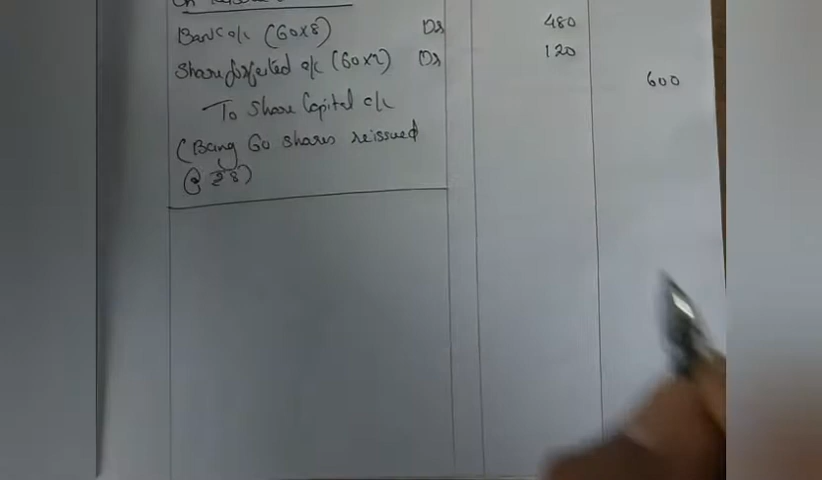 Bank a/c (60x8) Dr 480
Share forfeited a/c (60x2) Dr 120
To Share Capital a/c 600
(Being 60 shares reissued
@ ₹8)